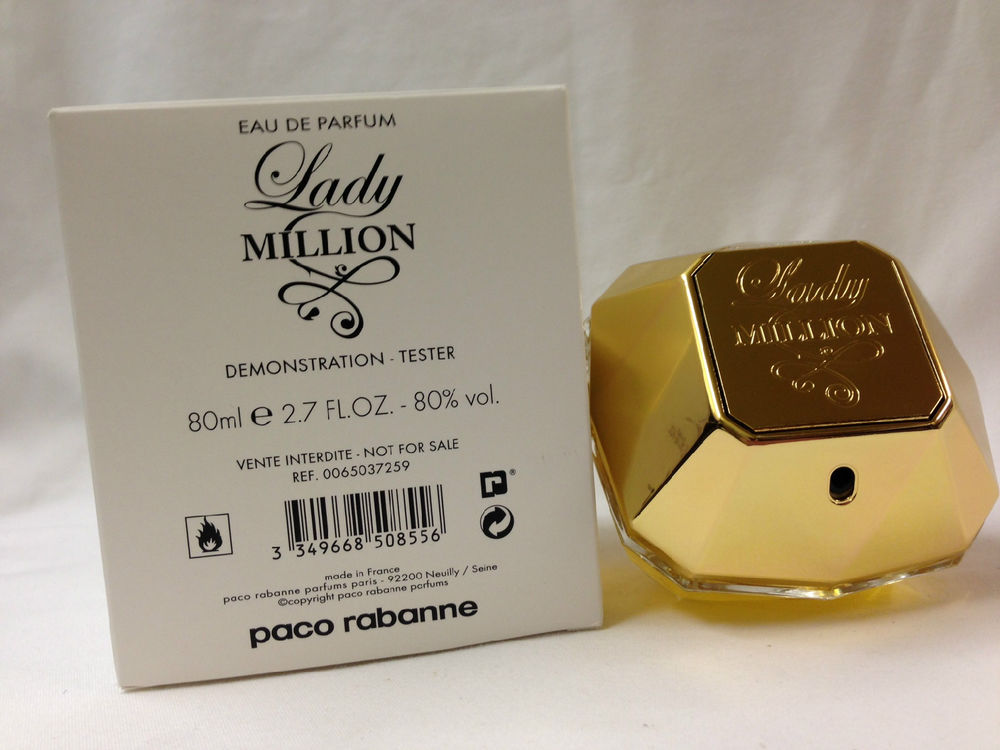 EAU DE PARFUM
Lady
MILLION
DEMONSTRATION - TESTER
80ml e 2.7 FL.OZ. - 80% vol.
VENTE INTERDITE - NOT FOR SALE
REF. 0065037259
3 349668 508556
made in France
paco rabanne parfums paris - 92200 Neuilly / Seine
©copyright paco rabanne parfums
paco rabanne
Lady
MILLION